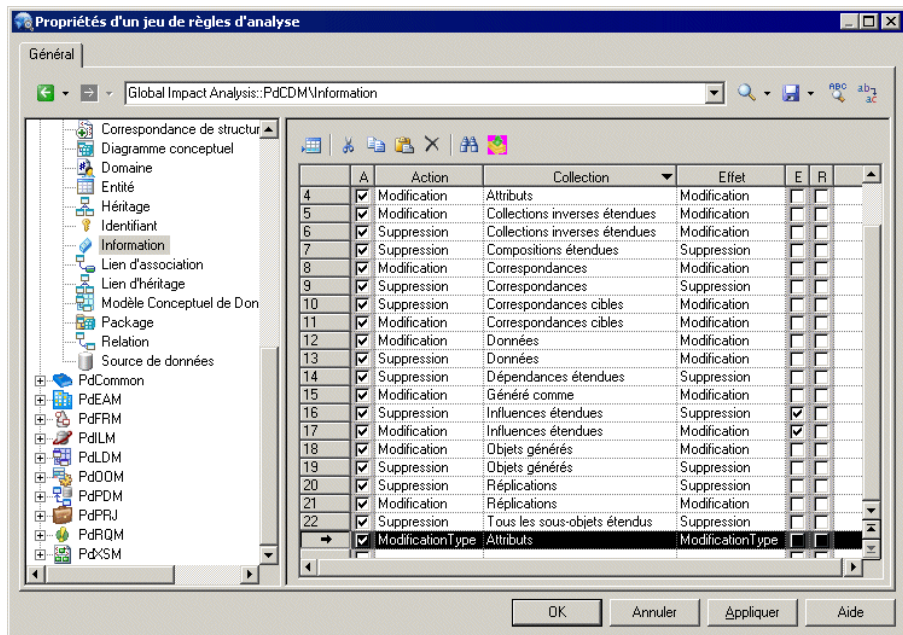 Propriétés d'un jeu de règles d'analyse
Général
Global Impact Analysis::PdCDM\Information
ABC
ab
ac
Correspondance de structur
Diagramme conceptuel
Domaine
Entité
Héritage
Identifiant
Information
Lien d'association
Lien d'héritage
Modèle Conceptuel de Don
Package
Relation
Source de données
PdCommon
PdEAM
PdFRM
PdILM
PdLDM
PdOOM
PdPDM
PdPRJ
PdRQM
PdXSM
A Action Collection Effet E R
4 Modification Attributs Modification
5 Modification Collections inverses étendues Modification
6 Suppression Collections inverses étendues Modification
7 Suppression Compositions étendues Suppression
8 Modification Correspondances Modification
9 Suppression Correspondances Suppression
10 Suppression Correspondances cibles Modification
11 Modification Correspondances cibles Modification
12 Modification Données Modification
13 Suppression Données Modification
14 Suppression Dépendances étendues Suppression
15 Modification Généré comme Modification
16 Suppression Influences étendues Suppression
17 Modification Influences étendues Modification
18 Modification Objets générés Modification
19 Suppression Objets générés Modification
20 Suppression Réplications Suppression
21 Modification Réplications Modification
22 Suppression Tous les sous-objets étendus Suppression
ModificationType Attributs ModificationType
OK Annuler Appliquer Aide